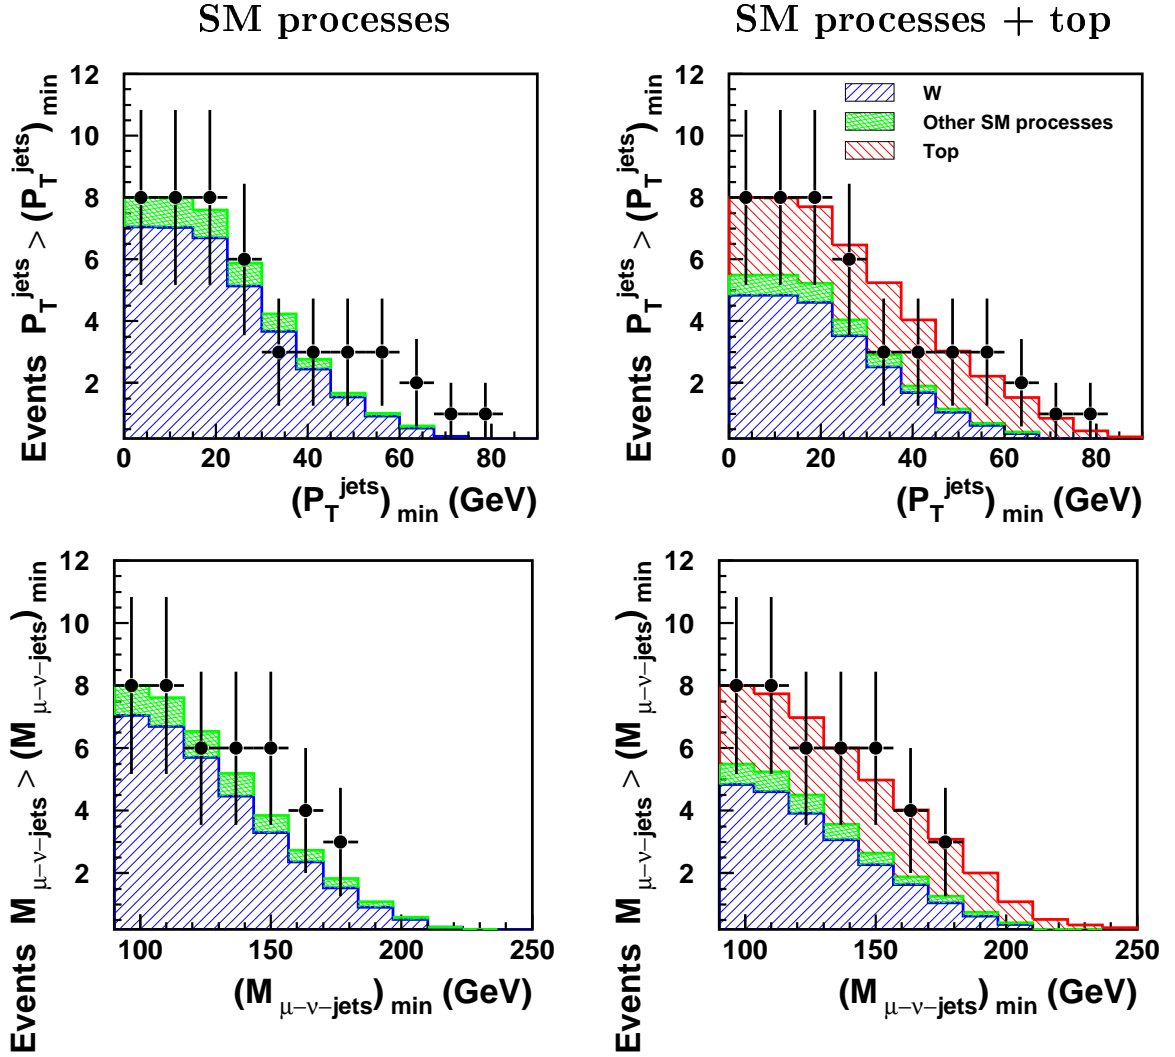 SM processes
SM processes + top
Events P_T^jets > (P_T^jets)_min
12
10
8
6
4
2
0 20 40 60 80
(P_T^jets)_min (GeV)
Events P_T^jets > (P_T^jets)_min
12
10
8
6
4
2
W
Other SM processes
Top
0 20 40 60 80
(P_T^jets)_min (GeV)
Events M_μ−ν−jets > (M_μ−ν−jets)_min
12
10
8
6
4
2
100 150 200 250
(M_μ−ν−jets)_min (GeV)
Events M_μ−ν−jets > (M_μ−ν−jets)_min
12
10
8
6
4
2
100 150 200 250
(M_μ−ν−jets)_min (GeV)